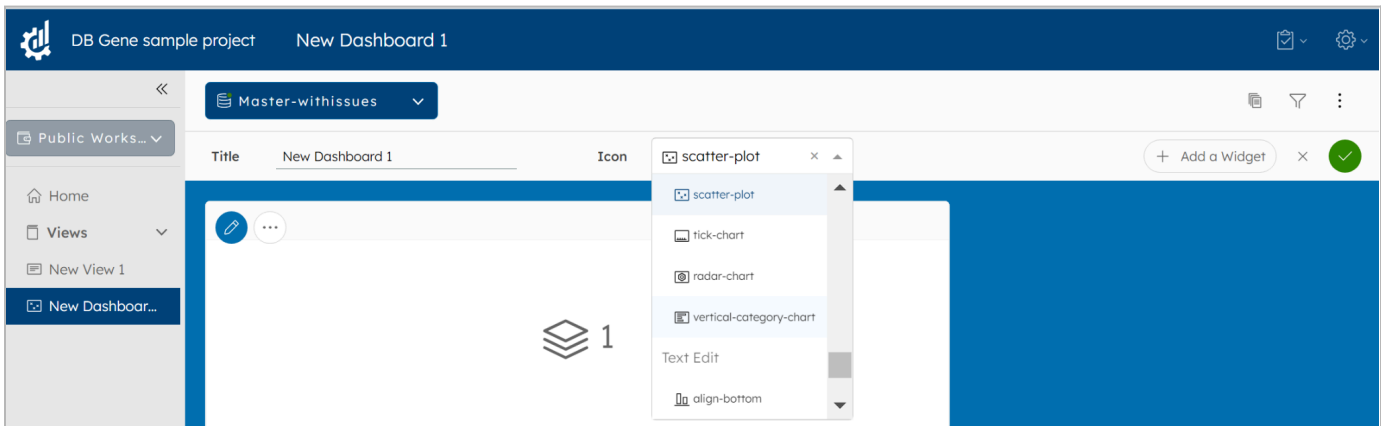 DB Gene sample project New Dashboard 1
Master-withissues
Public Works...
Title New Dashboard 1 Icon scatter-plot Add a Widget
Home
Views
New View 1
New Dashboar...
scatter-plot
tick-chart
radar-chart
vertical-category-chart
Text Edit
align-bottom
1